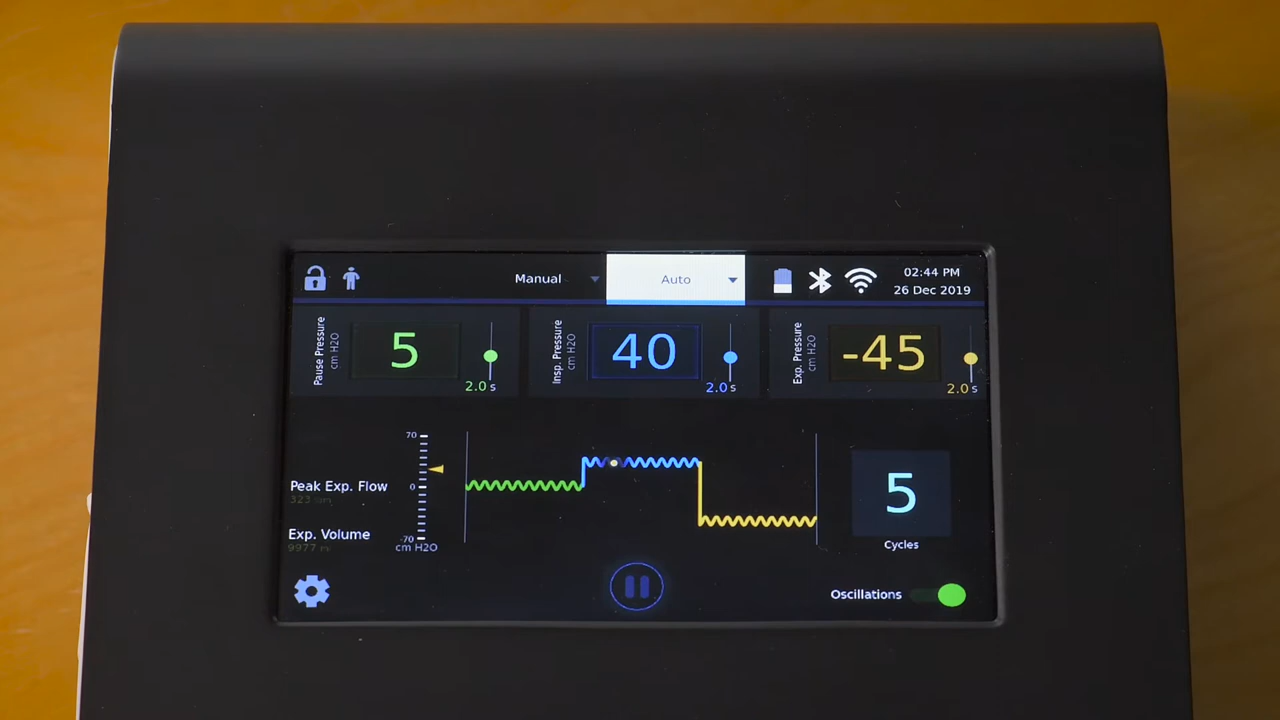 Manual
Auto
02:44 PM
26 Dec 2019
Pause Pressure
cm H2O
5
2.0 s
Insp. Pressure
cm H2O
40
2.0 s
Exp. Pressure
cm H2O
-45
2.0 s
70
0
-70
cm H2O
Peak Exp. Flow
323
Exp. Volume
9977
5
Cycles
Oscillations